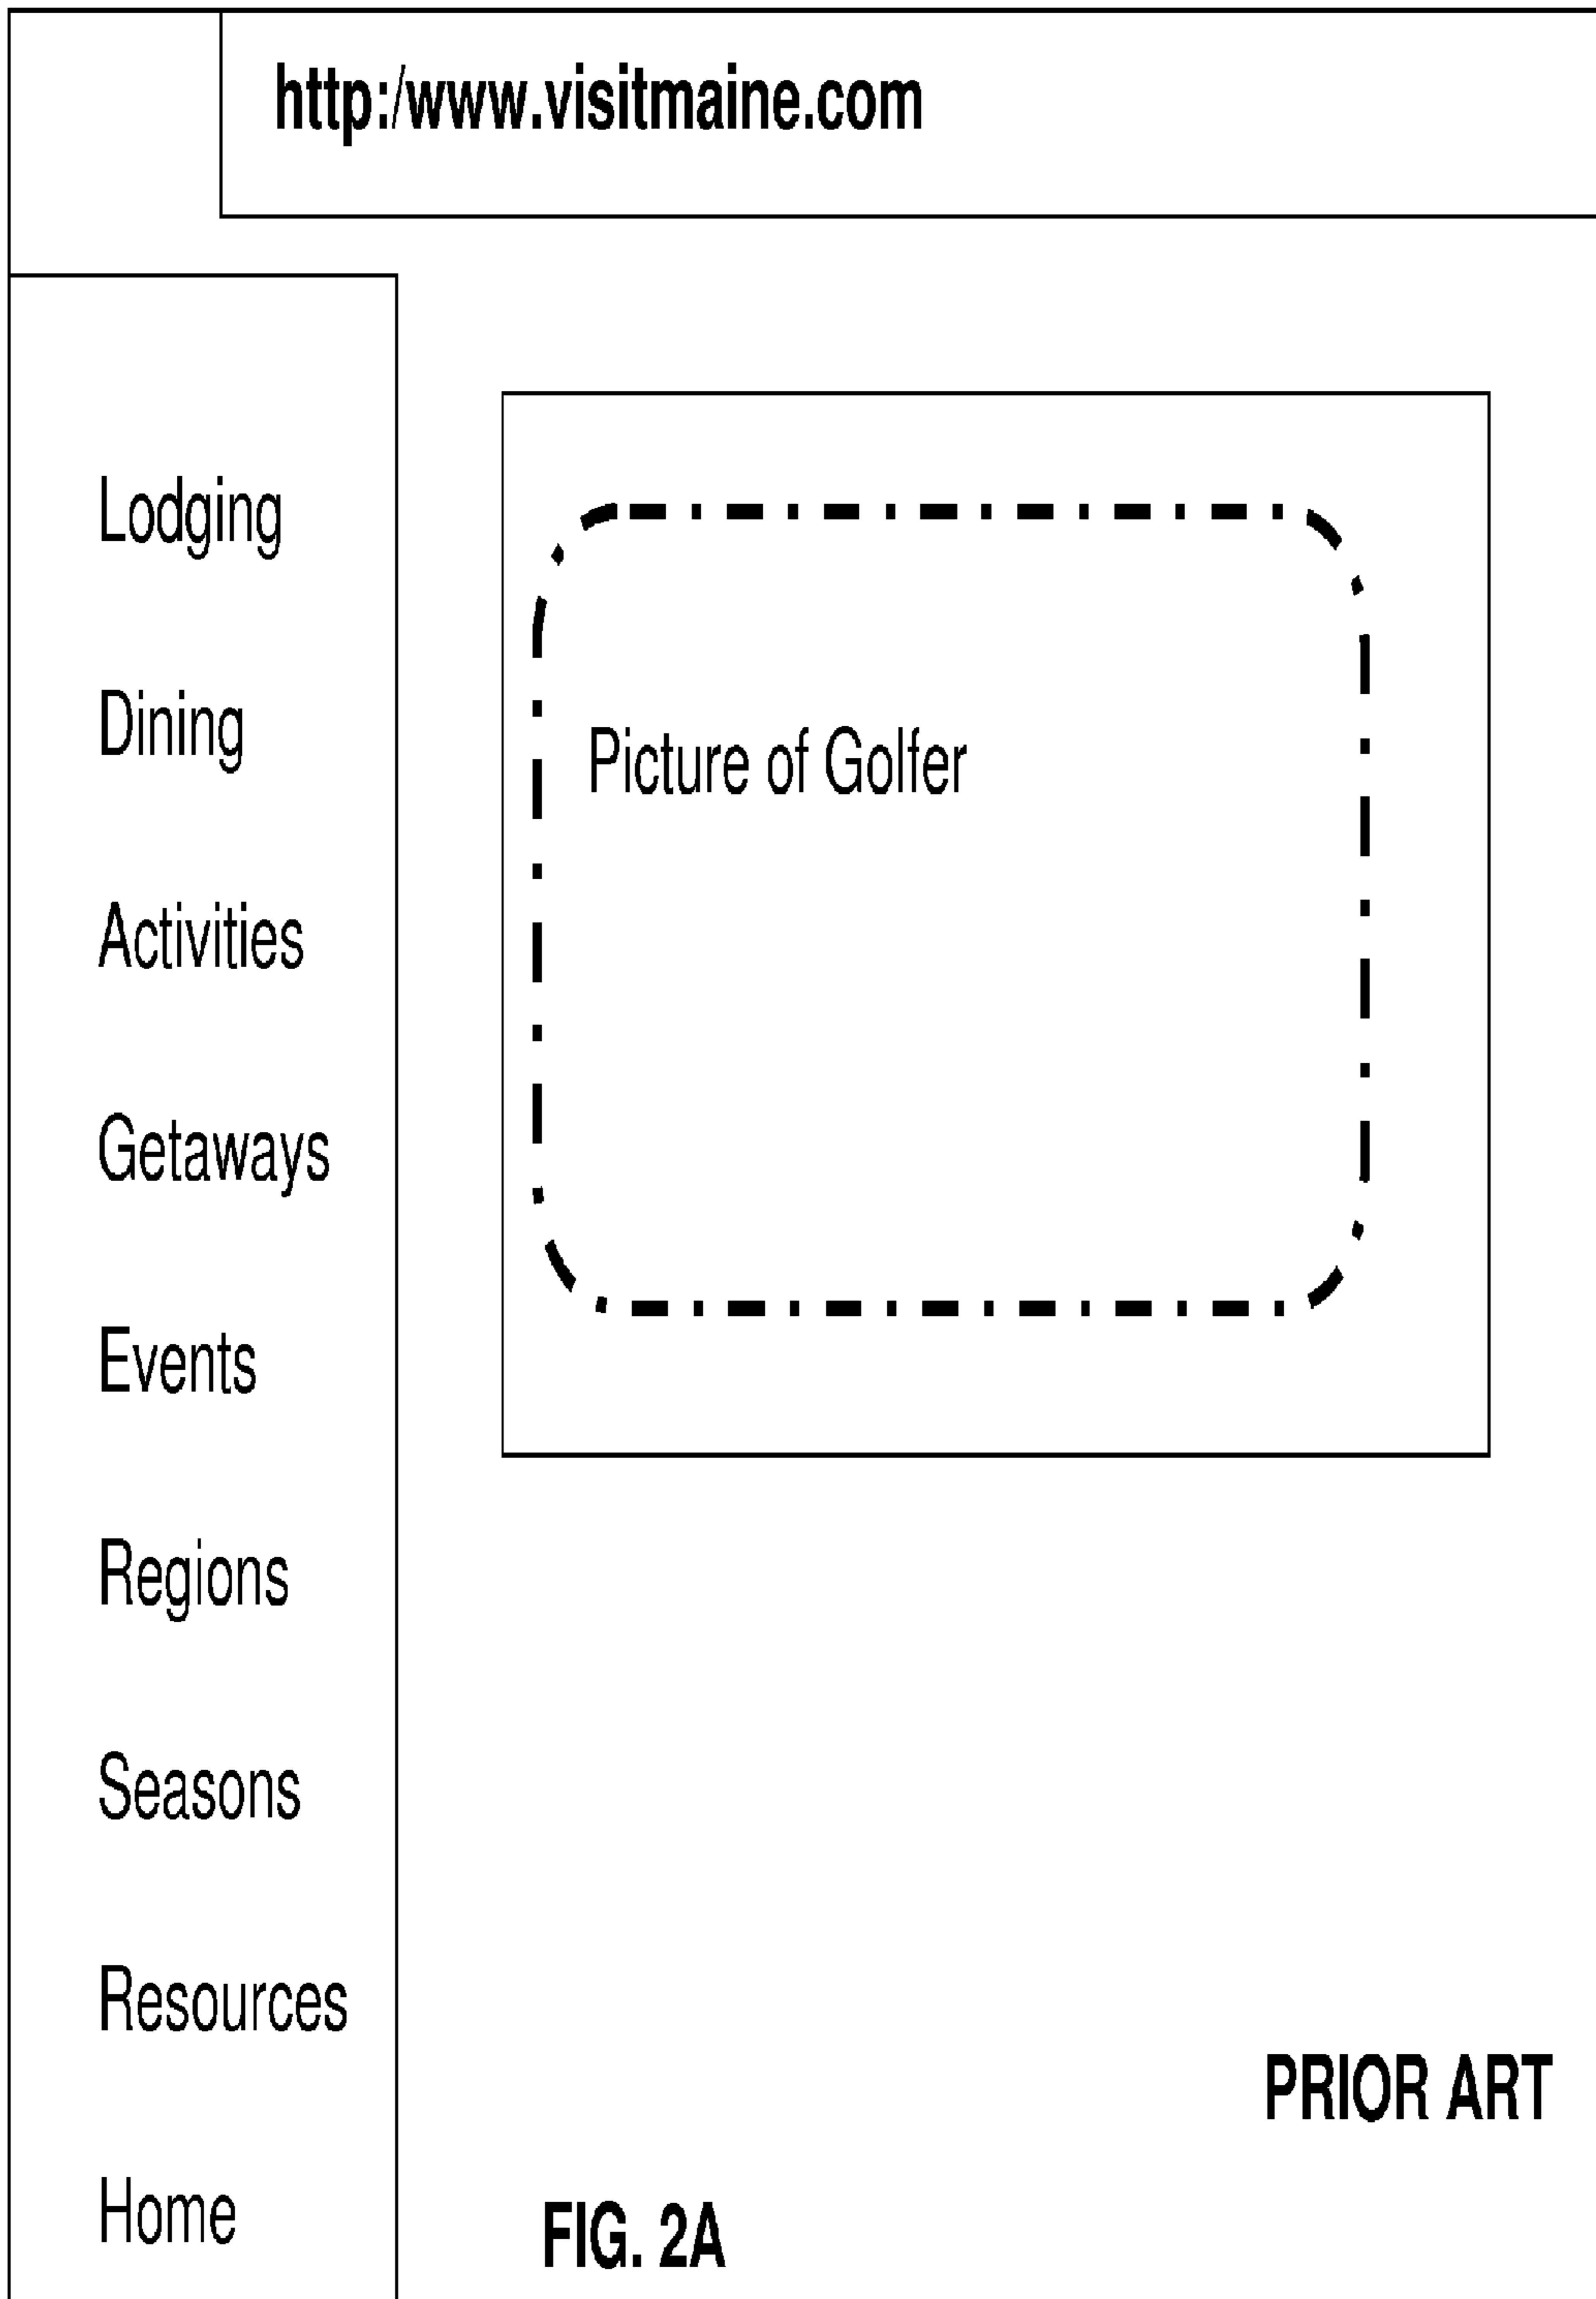 http:/www.visitmaine.com
Lodging
Dining
Picture of Golfer
Activities
Getaways
Events
Regions
Seasons
Resources
PRIOR ART
Home
FIG. 2A